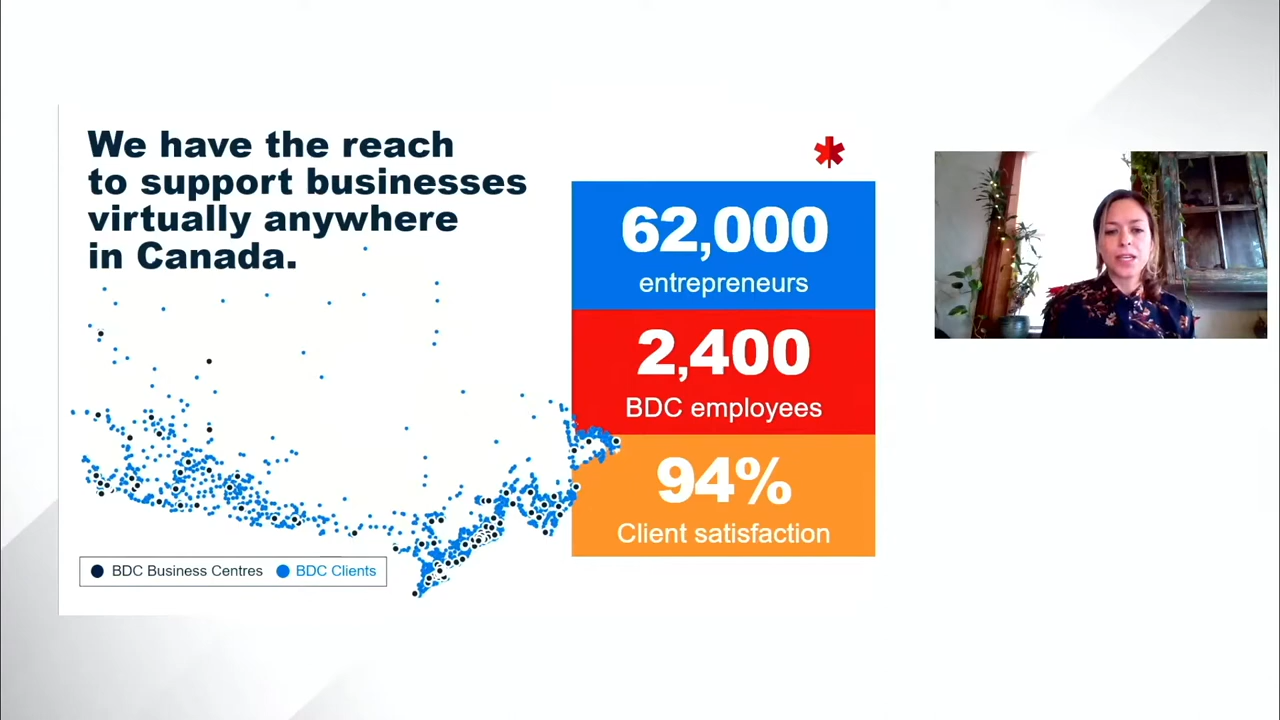 We have the reach
to support businesses
virtually anywhere
in Canada.
62,000
entrepreneurs
2,400
BDC employees
94%
Client satisfaction
BDC Business Centres BDC Clients